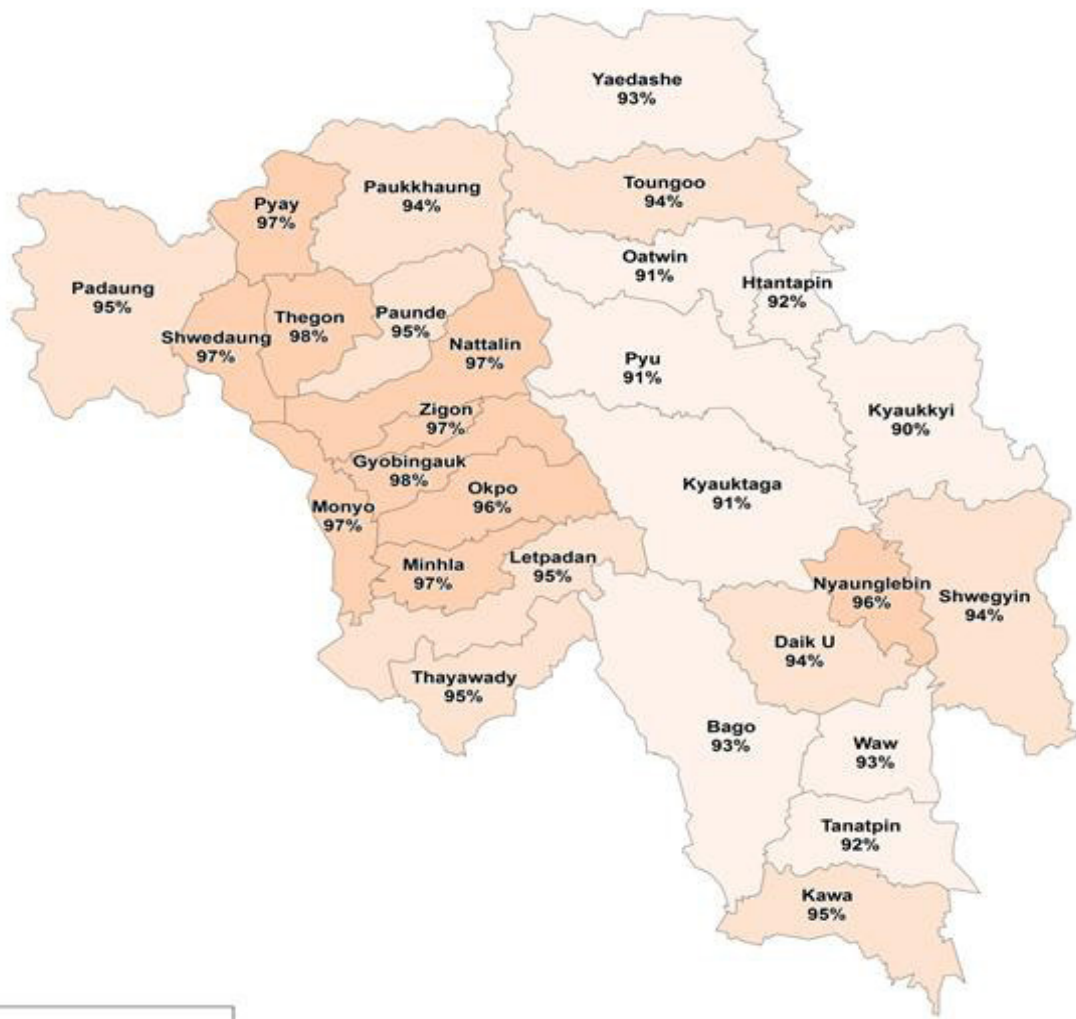 Yaedashe
93%
Paukkhaung
94%
Toungoo
94%
Pyay
97%
Oatwin
91%
Htantapin
92%
Padaung
95%
Thegon
98%
Paunde
95%
Shwedaung
97%
Nattalin
97%
Pyu
91%
Kyaukkyi
90%
Zigon
97%
Gyobingauk
98%
Okpo
96%
Kyauktaga
91%
Monyo
97%
Minhla
97%
Letpadan
95%
Nyaunglebin
96%
Shwegyin
94%
Daik U
94%
Thayawady
95%
Bago
93%
Waw
93%
Tanatpin
92%
Kawa
95%